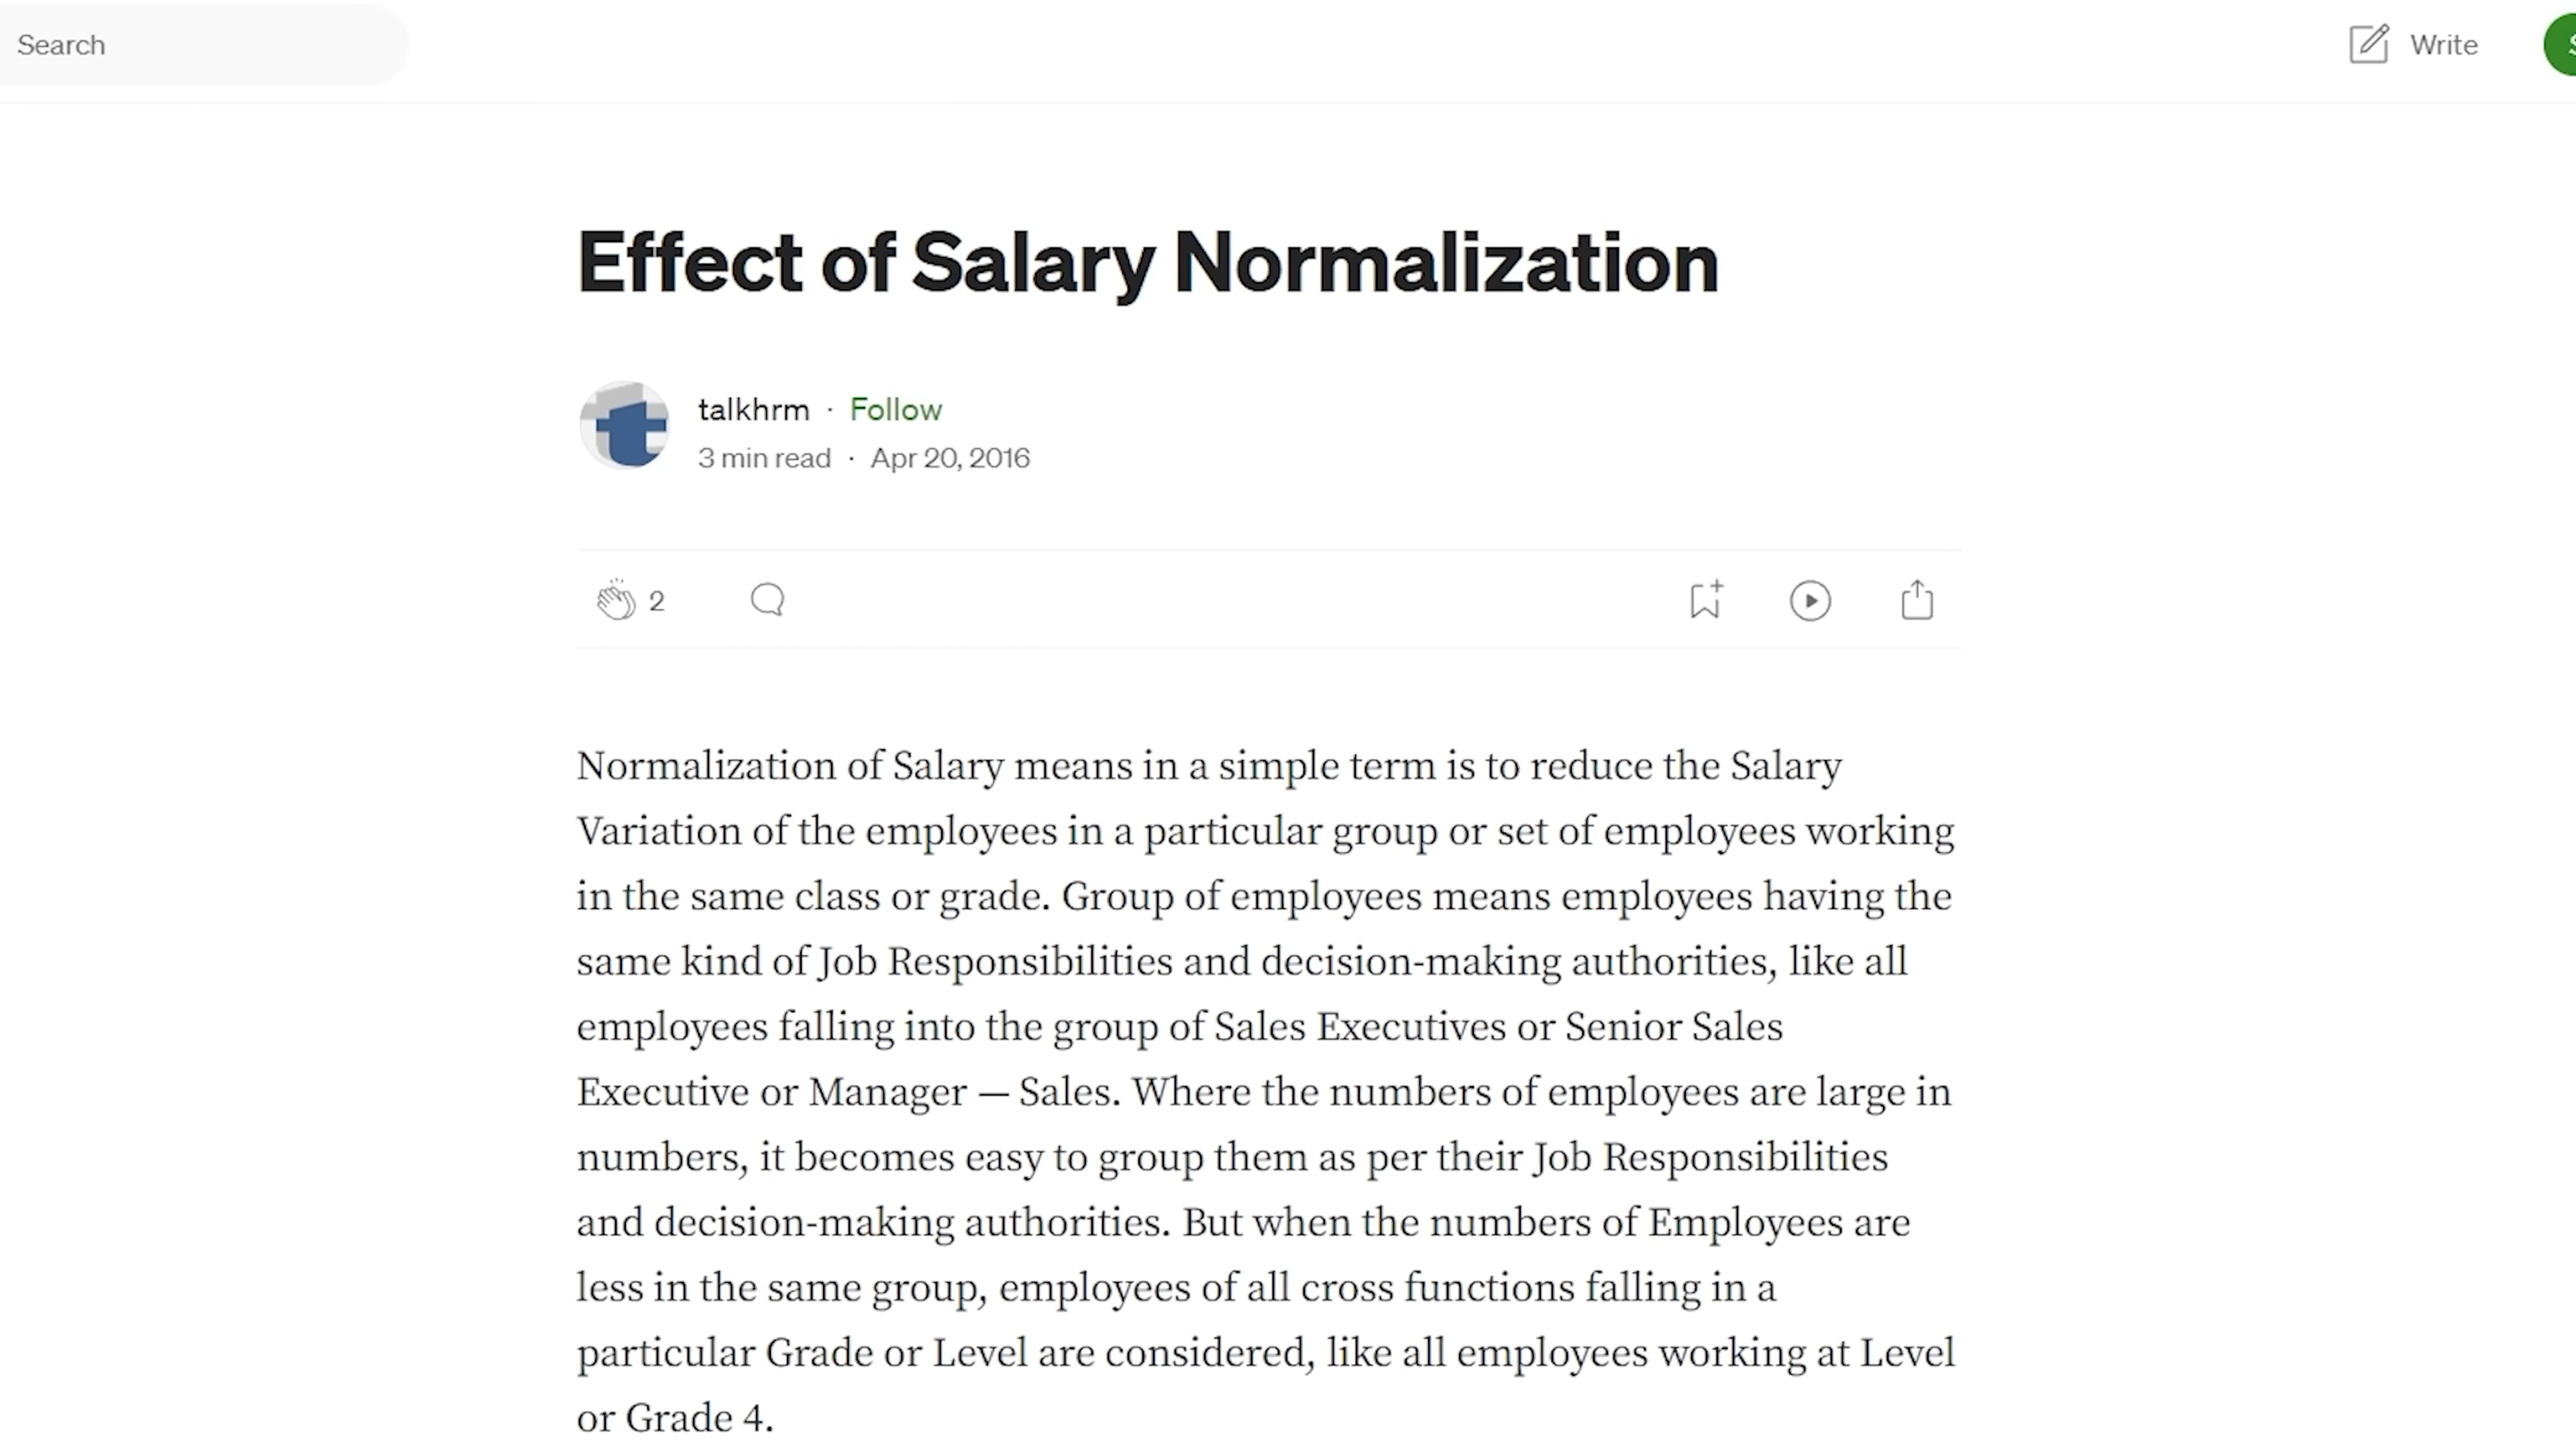 Search
Write
Effect of Salary Normalization
talkhrm · Follow
3 min read · Apr 20, 2016
2
Normalization of Salary means in a simple term is to reduce the Salary
Variation of the employees in a particular group or set of employees working
in the same class or grade. Group of employees means employees having the
same kind of Job Responsibilities and decision-making authorities, like all
employees falling into the group of Sales Executives or Senior Sales
Executive or Manager — Sales. Where the numbers of employees are large in
numbers, it becomes easy to group them as per their Job Responsibilities
and decision-making authorities. But when the numbers of Employees are
less in the same group, employees of all cross functions falling in a
particular Grade or Level are considered, like all employees working at Level
or Grade 4.